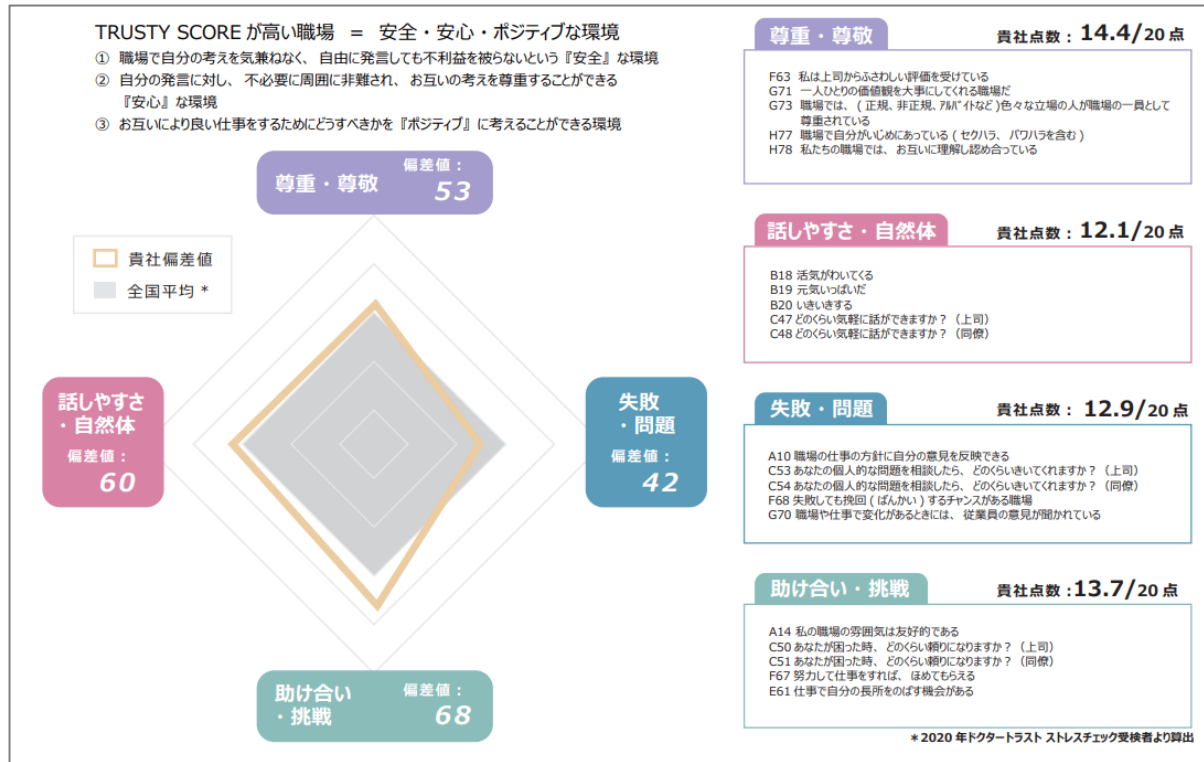 TRUSTY SCORE が高い職場 = 安全・安心・ポジティブな環境
① 職場で自分の考えを気兼ねなく、自由に発言しても不利益を被らないという『安全』な環境
② 自分の発言に対し、不必要に周囲に非難され、お互いの考えを尊重することができる
『安心』な環境
③ お互いにより良い仕事をするためにどうすべきかを『ポジティブ』に考えることができる環境
尊重・尊敬
偏差値：
53
貴社偏差値
全国平均 *
話しやすさ
・自然体
偏差値：
60
失敗
・問題
偏差値：
42
助け合い
・挑戦
偏差値：
68
尊重・尊敬 貴社点数：14.4/20 点
F63 私は上司からふさわしい評価を受けている
G71 一人ひとりの価値観を大事にしてくれる職場だ
G73 職場では、( 正規、非正規、ｱﾙﾊﾞｲﾄなど ) 色々な立場の人が職場の一員として
尊重されている
H77 職場で自分がいじめにあっている ( セクハラ、パワハラを含む )
H78 私たちの職場では、お互いに理解し認め合っている
話しやすさ・自然体 貴社点数：12.1/20 点
B18 活気がわいてくる
B19 元気いっぱいだ
B20 いきいきする
C47 どのくらい気軽に話ができますか？（上司）
C48 どのくらい気軽に話ができますか？（同僚）
失敗・問題 貴社点数：12.9/20 点
A10 職場の仕事の方針に自分の意見を反映できる
C53 あなたの個人的な問題を相談したら、どのくらいきいてくれますか？（上司）
C54 あなたの個人的な問題を相談したら、どのくらいきいてくれますか？（同僚）
F68 失敗しても挽回 ( ばんかい ) するチャンスがある職場
G70 職場や仕事で変化があるときには、従業員の意見が聞かれている
助け合い・挑戦 貴社点数：13.7/20 点
A14 私の職場の雰囲気は友好的である
C50 あなたが困った時、どのくらい頼りになりますか？（上司）
C51 あなたが困った時、どのくらい頼りになりますか？（同僚）
F67 努力して仕事をすれば、ほめてもらえる
E61 仕事で自分の長所をのばす機会がある
* 2020 年ドクタートラスト ストレスチェック受検者より算出